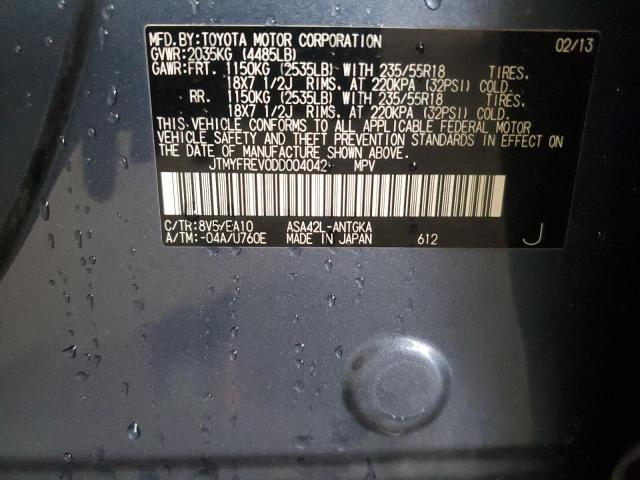 MFD.BY:TOYOTA MOTOR CORPORATION 02/13
GVWR:2035KG (4485LB)
GAWR:FRT. 1150KG (2535LB) WITH 235/55R18 TIRES.
18X7 1/2J RIMS. AT 220KPA (32PSI) COLD.
RR. 1150KG (2535LB) WITH 235/55R18 TIRES.
18X7 1/2J RIMS. AT 220KPA (32PSI) COLD.
THIS VEHICLE CONFORMS TO ALL APPLICABLE FEDERAL MOTOR
VEHICLE SAFETY AND THEFT PREVENTION STANDARDS IN EFFECT ON
THE DATE OF MANUFACTURE SHOWN ABOVE.
JTMYFREV0DD004042 MPV
C/TR:8V5/EA10 ASA42L-ANTGKA
A/TM:-04A/U760E MADE IN JAPAN 612 J